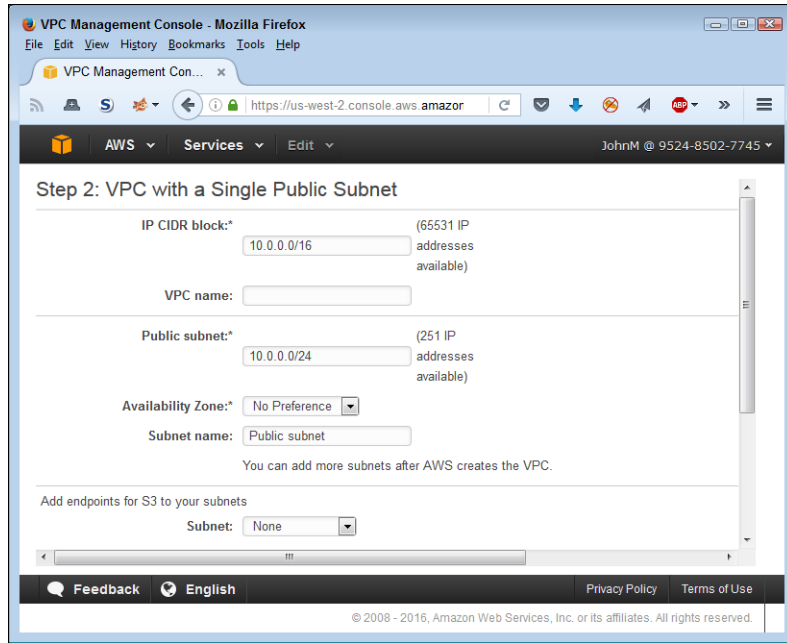 VPC Management Console - Mozilla Firefox
File Edit View History Bookmarks Tools Help
VPC Management Con... ×
https://us-west-2.console.aws.amazon
ABP
AWS Services Edit JohnM @ 9524-8502-7745
Step 2: VPC with a Single Public Subnet
IP CIDR block:* 10.0.0.0/16 (65531 IP
addresses
available)
VPC name:
Public subnet:* 10.0.0.0/24 (251 IP
addresses
available)
Availability Zone:* No Preference
Subnet name: Public subnet
You can add more subnets after AWS creates the VPC.
Add endpoints for S3 to your subnets
Subnet: None
Feedback English Privacy Policy Terms of Use
© 2008 - 2016, Amazon Web Services, Inc. or its affiliates. All rights reserved.